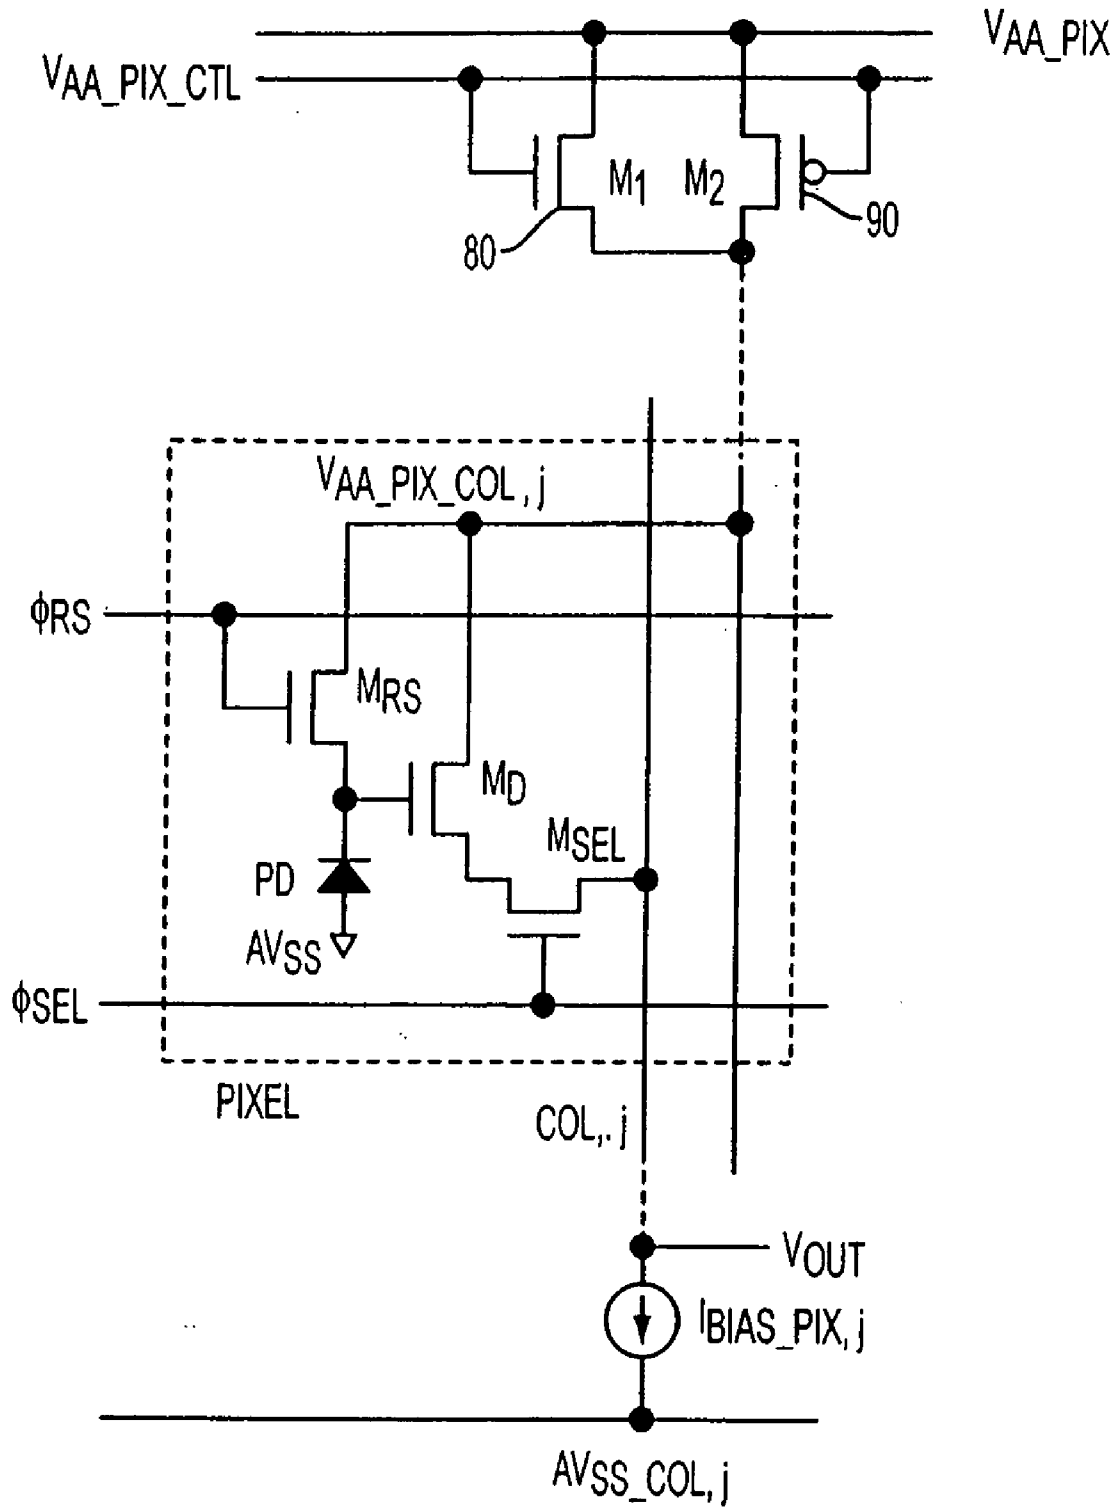 VAA_PIX
VAA_PIX_CTL
M1
M2
80
90
VAA_PIX_COL, j
ϕRS
MRS
MD
MSEL
PD
AVSS
ϕSEL
PIXEL
COL,. j
VOUT
IBIAS_PIX, j
AVSS_COL, j